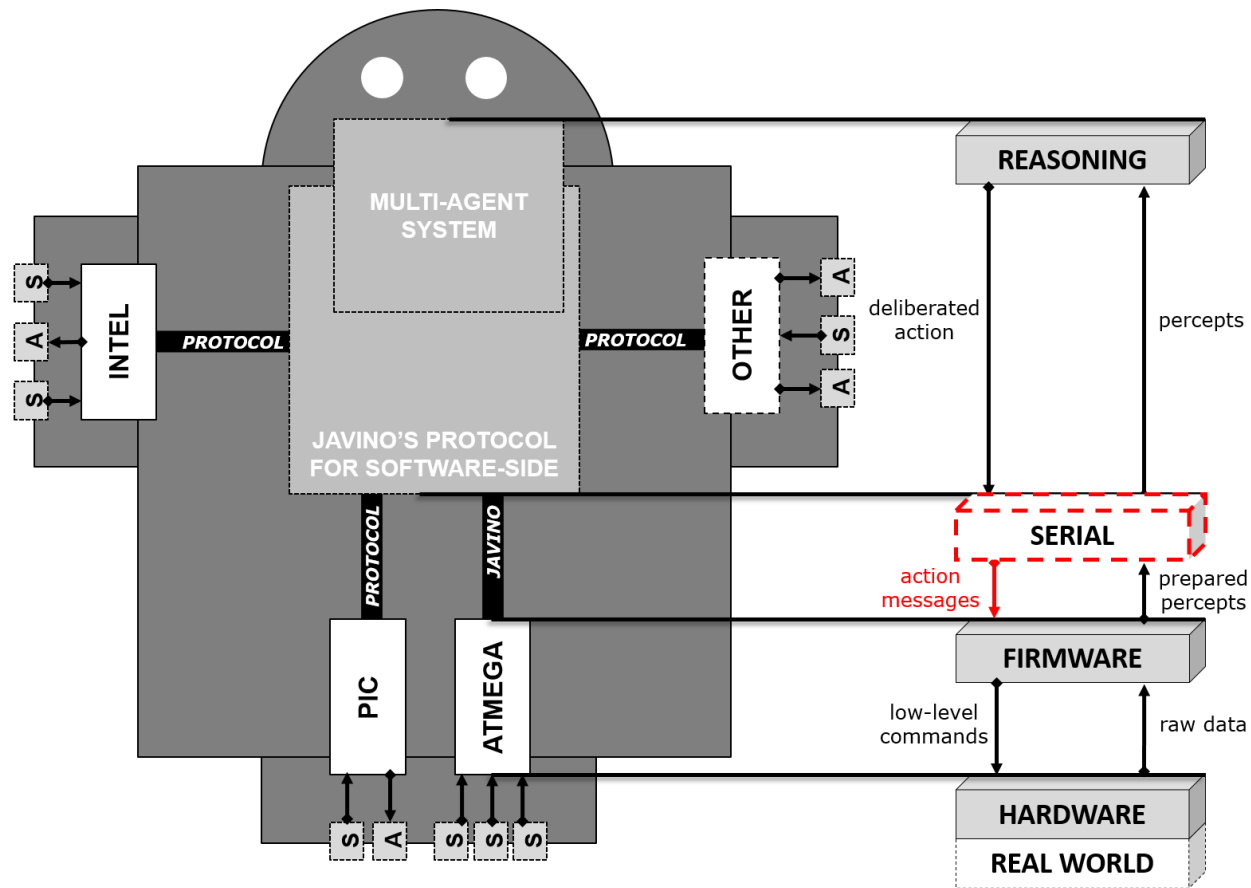 MULTI-AGENT
SYSTEM
JAVINO'S PROTOCOL
FOR SOFTWARE-SIDE
S
A
S
INTEL
PROTOCOL
PROTOCOL
OTHER
A
S
A
PROTOCOL
JAVINO
PIC
ATMEGA
S
A
S
S
S
REASONING
deliberated
action
percepts
SERIAL
action
messages
prepared
percepts
FIRMWARE
low-level
commands
raw data
HARDWARE
REAL WORLD